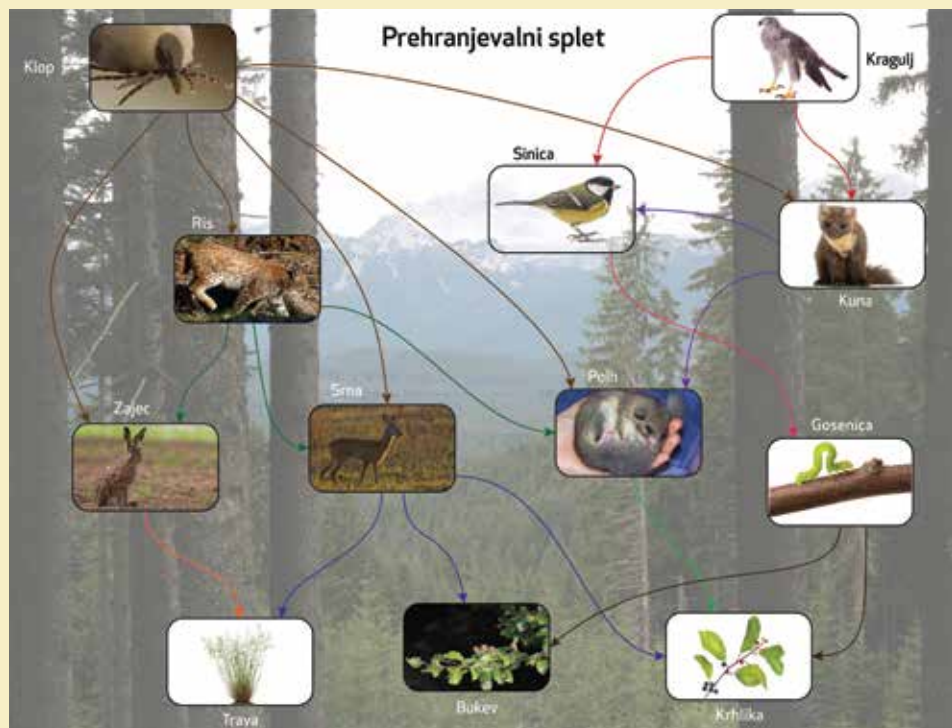 Prehranjevalni splet
Klop
Kragulj
Sinica
Ris
Kuna
Srna
Polh
Zajec
Gosenica
Trava
Bukev
Krhlika